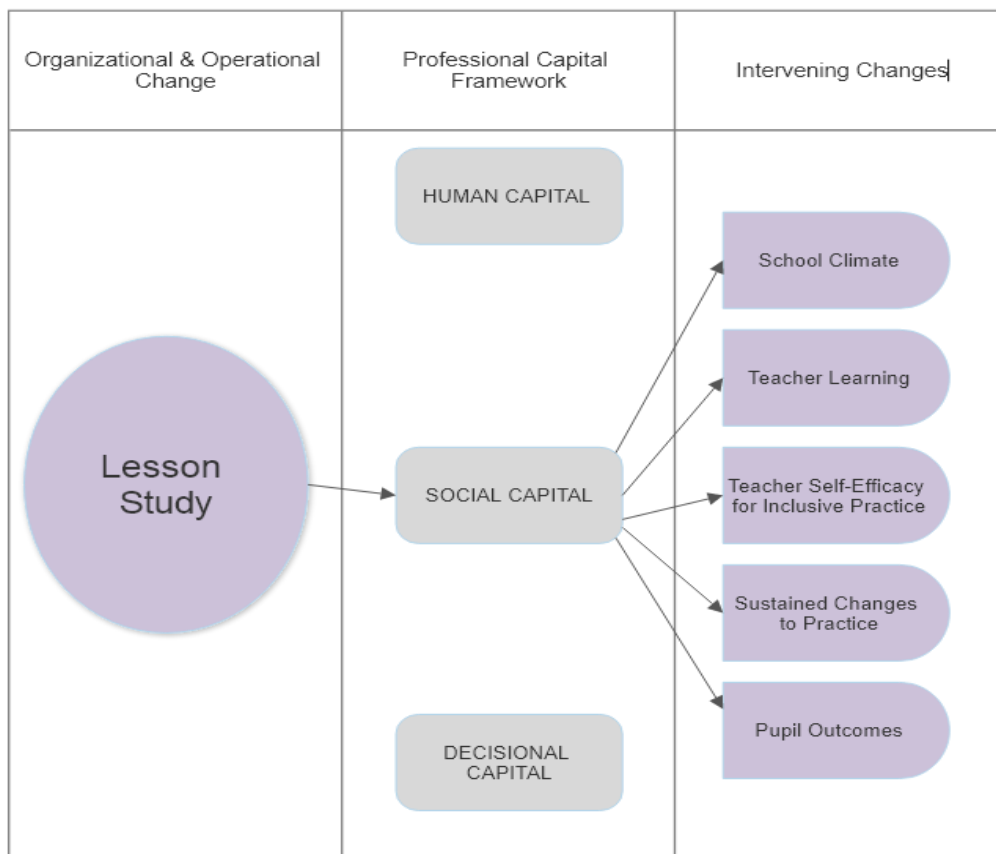 Organizational & Operational
Change
Professional Capital
Framework
Intervening Changes
HUMAN CAPITAL
School Climate
Teacher Learning
Lesson
Study
SOCIAL CAPITAL
Teacher Self-Efficacy
for Inclusive Practice
Sustained Changes
to Practice
DECISIONAL
CAPITAL
Pupil Outcomes